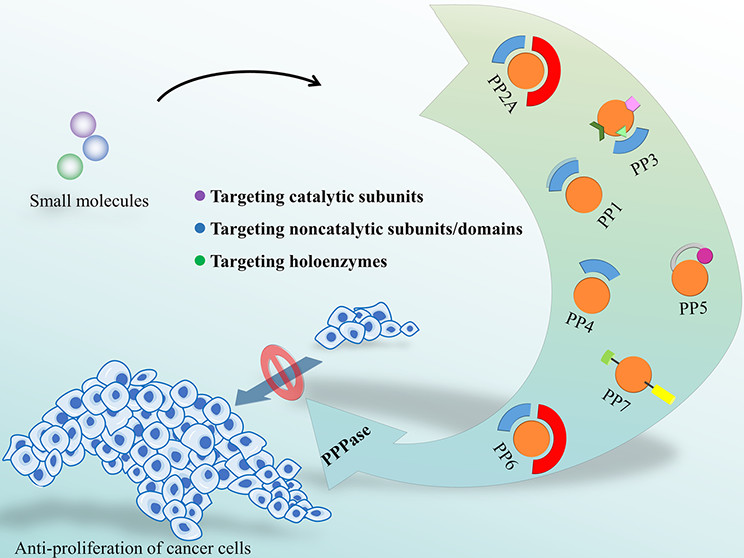 PP2A
PP3
Small molecules
Targeting catalytic subunits
PP1
Targeting noncatalytic subunits/domains
Targeting holoenzymes
PP5
PP4
PP7
PPPase
PP6
Anti-proliferation of cancer cells